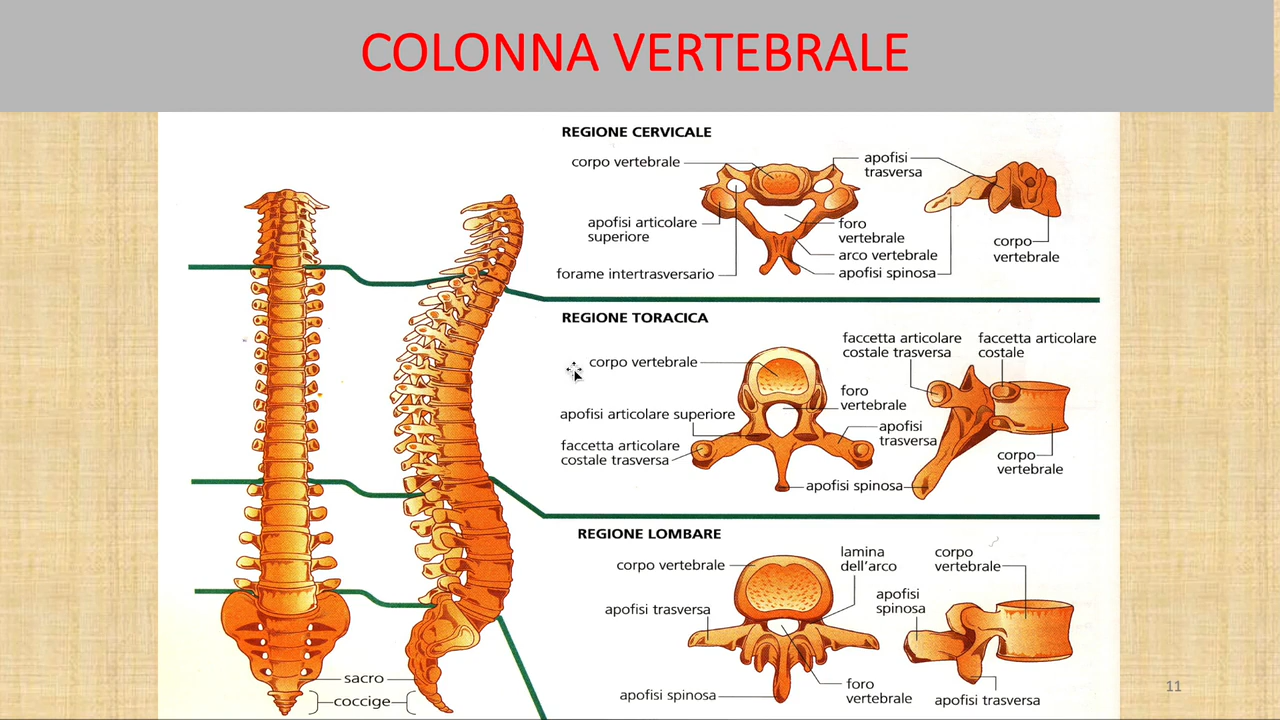 COLONNA VERTEBRALE
REGIONE CERVICALE
corpo vertebrale
apofisi
trasversa
apofisi articolare
superiore
foro
vertebrale
arco vertebrale
apofisi spinosa
forame intertrasversario
corpo
vertebrale
REGIONE TORACICA
faccetta articolare
costale trasversa
faccetta articolare
costale
corpo vertebrale
foro
vertebrale
apofisi articolare superiore
apofisi
trasversa
faccetta articolare
costale trasversa
corpo
vertebrale
apofisi spinosa
REGIONE LOMBARE
corpo vertebrale
lamina
dell'arco
corpo
vertebrale
apofisi trasversa
apofisi
spinosa
apofisi spinosa
foro
vertebrale
apofisi trasversa
sacro
coccige
11